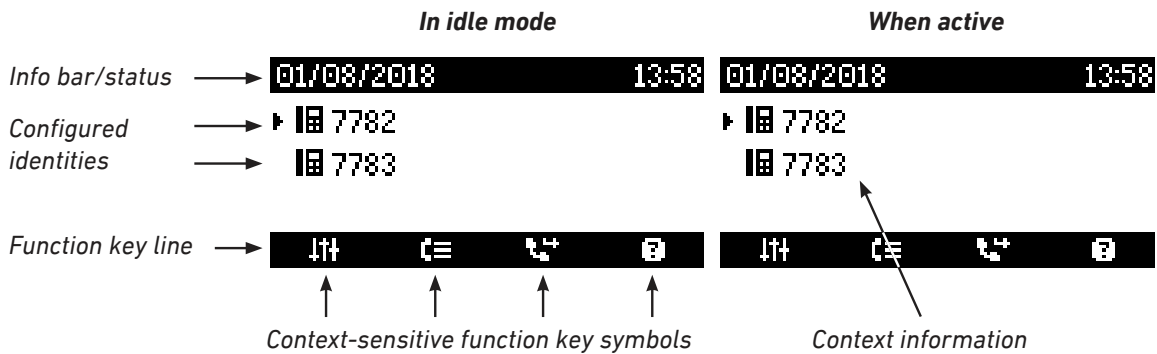 In idle mode When active
Info bar/status 01/08/2018 13:58 01/08/2018 13:58
Configured identities 7782 7782
7783 7783
Function key line
Context-sensitive function key symbols Context information